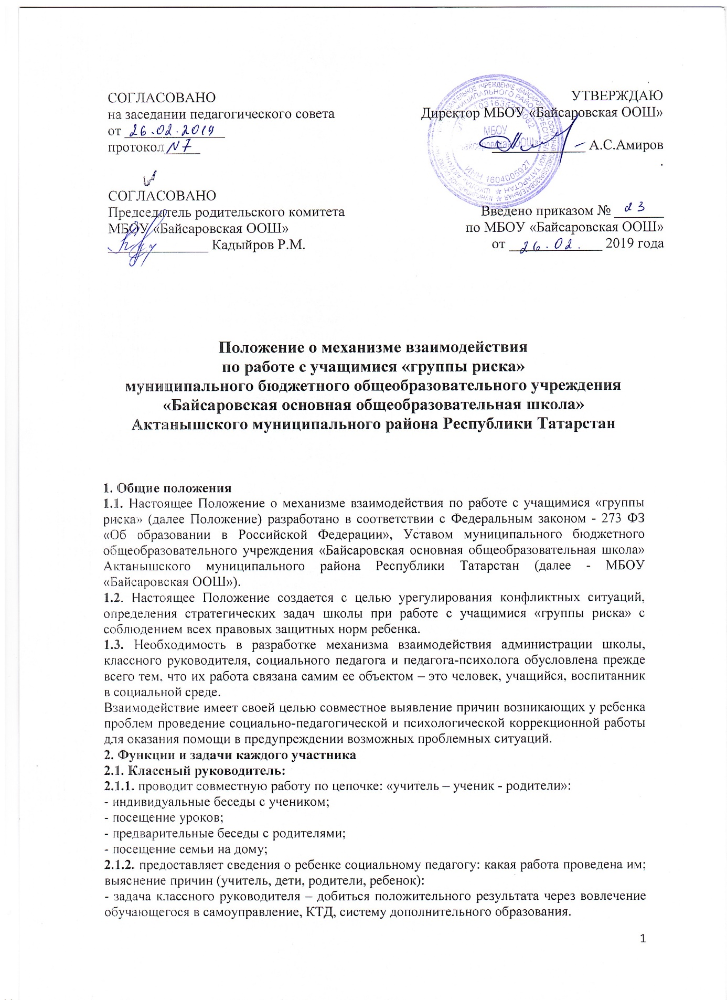 СОГЛАСОВАНО
на заседании педагогического совета
от 26.02.2019
протокол N 7
СОГЛАСОВАНО
Председатель родительского комитета
МБОУ «Байсаровская ООШ»
Кадыйров Р.М.
УТВЕРЖДАЮ
Директор МБОУ «Байсаровская ООШ»
А.С.Амиров
МБОУ
ИНН 1604005927
Введено приказом № 23
по МБОУ «Байсаровская ООШ»
от 26.02. 2019 года
Положение о механизме взаимодействия
по работе с учащимися «группы риска»
муниципального бюджетного общеобразовательного учреждения
«Байсаровская основная общеобразовательная школа»
Актанышского муниципального района Республики Татарстан
1. Общие положения
1.1. Настоящее Положение о механизме взаимодействия по работе с учащимися «группы
риска» (далее Положение) разработано в соответствии с Федеральным законом - 273 ФЗ
«Об образовании в Российской Федерации», Уставом муниципального бюджетного
общеобразовательного учреждения «Байсаровская основная общеобразовательная школа»
Актанышского муниципального района Республики Татарстан (далее - МБОУ
«Байсаровская ООШ»).
1.2. Настоящее Положение создается с целью урегулирования конфликтных ситуаций,
определения стратегических задач школы при работе с учащимися «группы риска» с
соблюдением всех правовых защитных норм ребенка.
1.3. Необходимость в разработке механизма взаимодействия администрации школы,
классного руководителя, социального педагога и педагога-психолога обусловлена прежде
всего тем, что их работа связана самим ее объектом – это человек, учащийся, воспитанник
в социальной среде.
Взаимодействие имеет своей целью совместное выявление причин возникающих у ребенка
проблем проведение социально-педагогической и психологической коррекционной работы
для оказания помощи в предупреждении возможных проблемных ситуаций.
2. Функции и задачи каждого участника
2.1. Классный руководитель:
2.1.1. проводит совместную работу по цепочке: «учитель – ученик - родители»:
- индивидуальные беседы с учеником;
- посещение уроков;
- предварительные беседы с родителями;
- посещение семьи на дому;
2.1.2. предоставляет сведения о ребенке социальному педагогу: какая работа проведена им;
выяснение причин (учитель, дети, родители, ребенок):
- задача классного руководителя – добиться положительного результата через вовлечение
обучающегося в самоуправление, КТД, систему дополнительного образования.
1